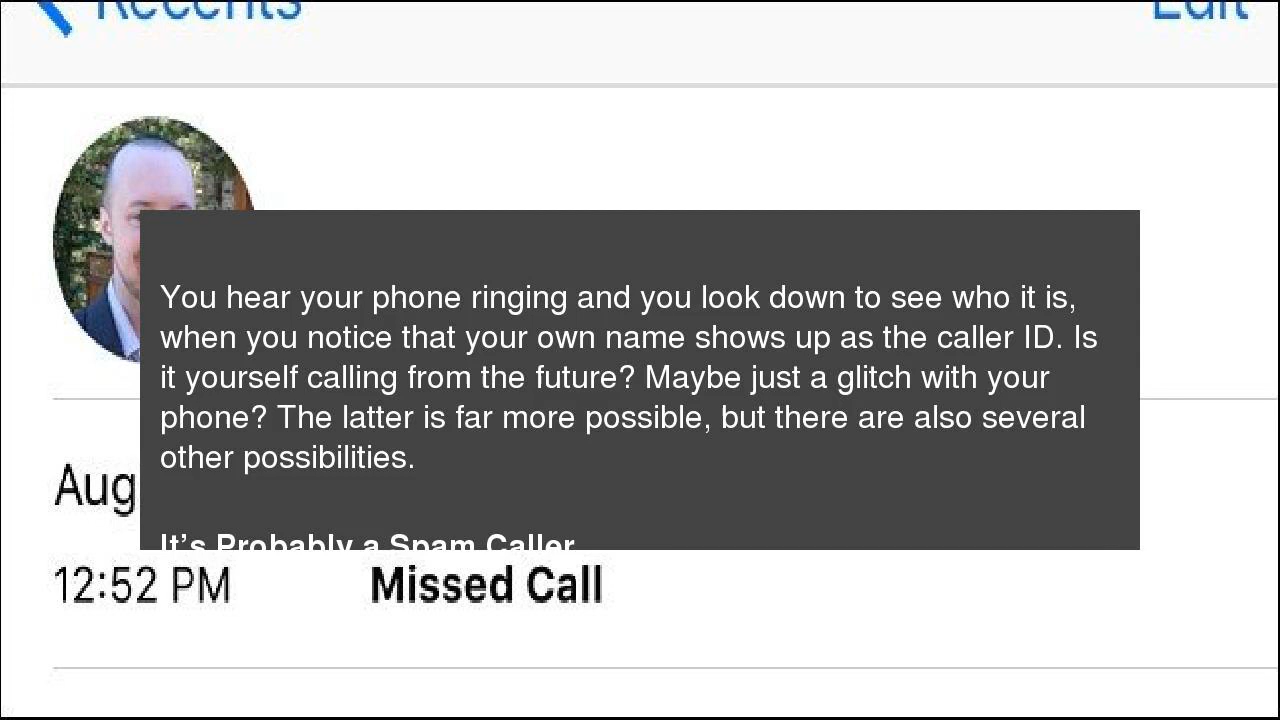 Recents Edit
You hear your phone ringing and you look down to see who it is,
when you notice that your own name shows up as the caller ID. Is
it yourself calling from the future? Maybe just a glitch with your
phone? The latter is far more possible, but there are also several
other possibilities.
Aug
It’s Probably a Spam Caller
12:52 PM Missed Call